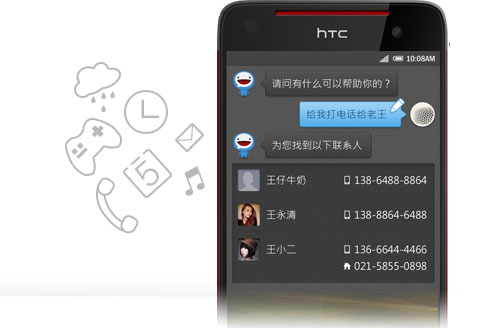 hTC
10:08AM
请问有什么可以帮助你的？
给我打电话给老王
为您找到以下联系人
王仔牛奶 138-6488-8864
王永清 138-8864-6488
王小二 136-6644-4466
021-5855-0898
5